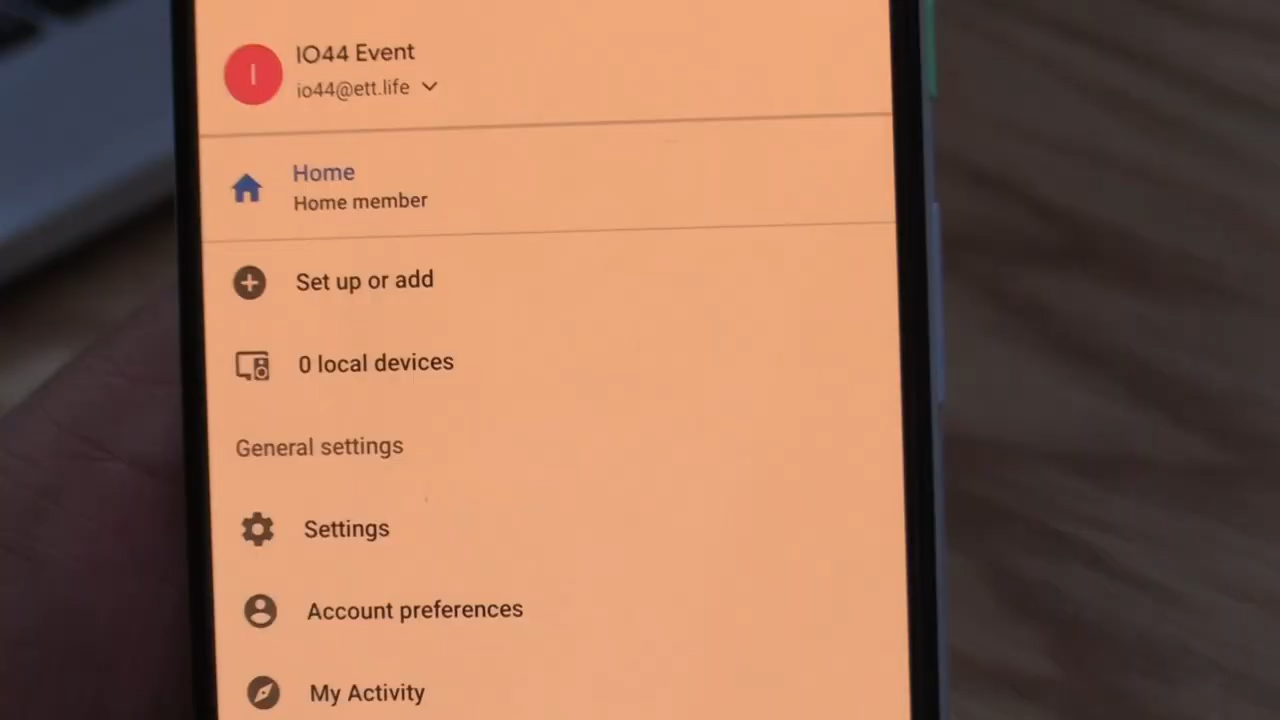 I
IO44 Event
io44@ett.life
Home
Home member
Set up or add
0 local devices
General settings
Settings
Account preferences
My Activity